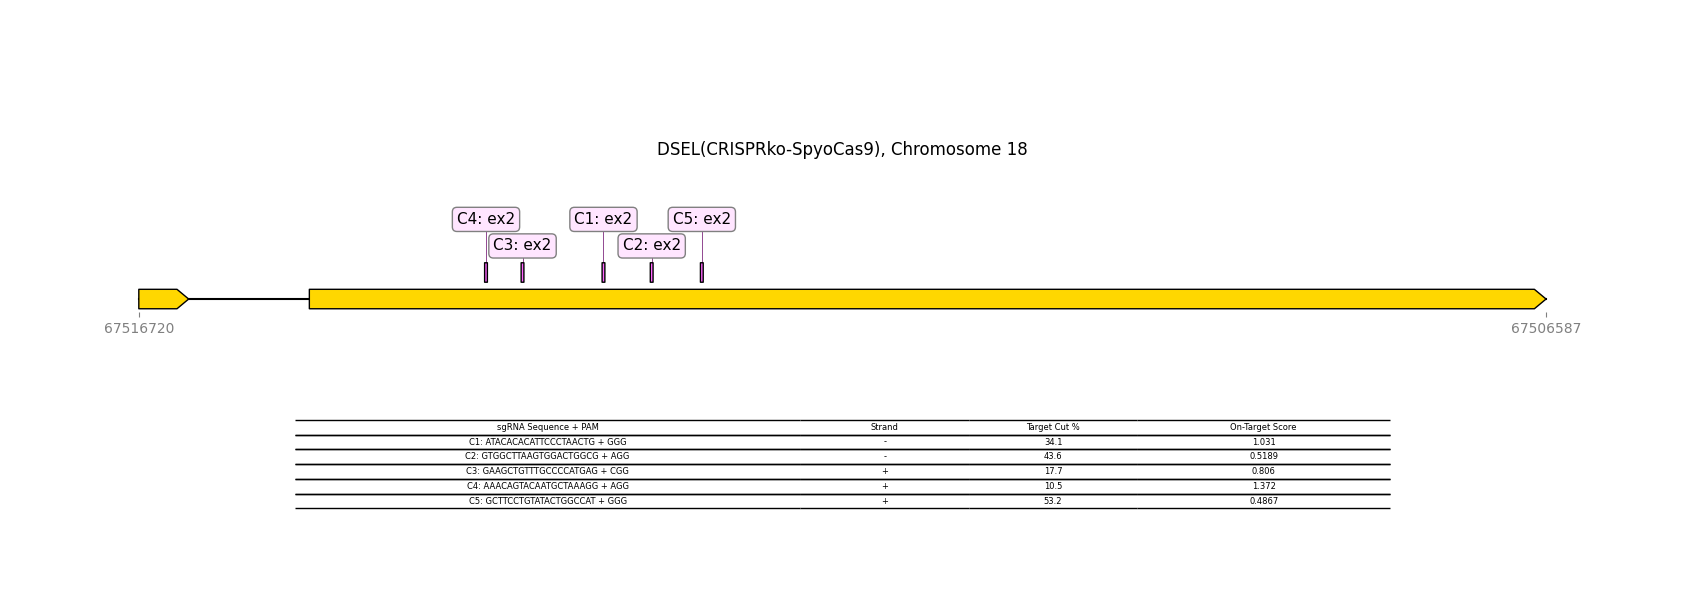 DSEL(CRISPRko-SpyoCas9), Chromosome 18
C4: ex2 C1: ex2 C5: ex2
C3: ex2 C2: ex2
67516720 67506587
sgRNA Sequence + PAM Strand Target Cut % On-Target Score
C1: ATACACACATTCCCTAACTG + GGG - 34.1 1.031
C2: GTGGCTTAAGTGGACTGGCG + AGG - 43.6 0.5189
C3: GAAGCTGTTTGCCCCATGAG + CGG + 17.7 0.806
C4: AAACAGTACAATGCTAAAGG + AGG + 10.5 1.372
C5: GCTTCCTGTATACTGGCCAT + GGG + 53.2 0.4867